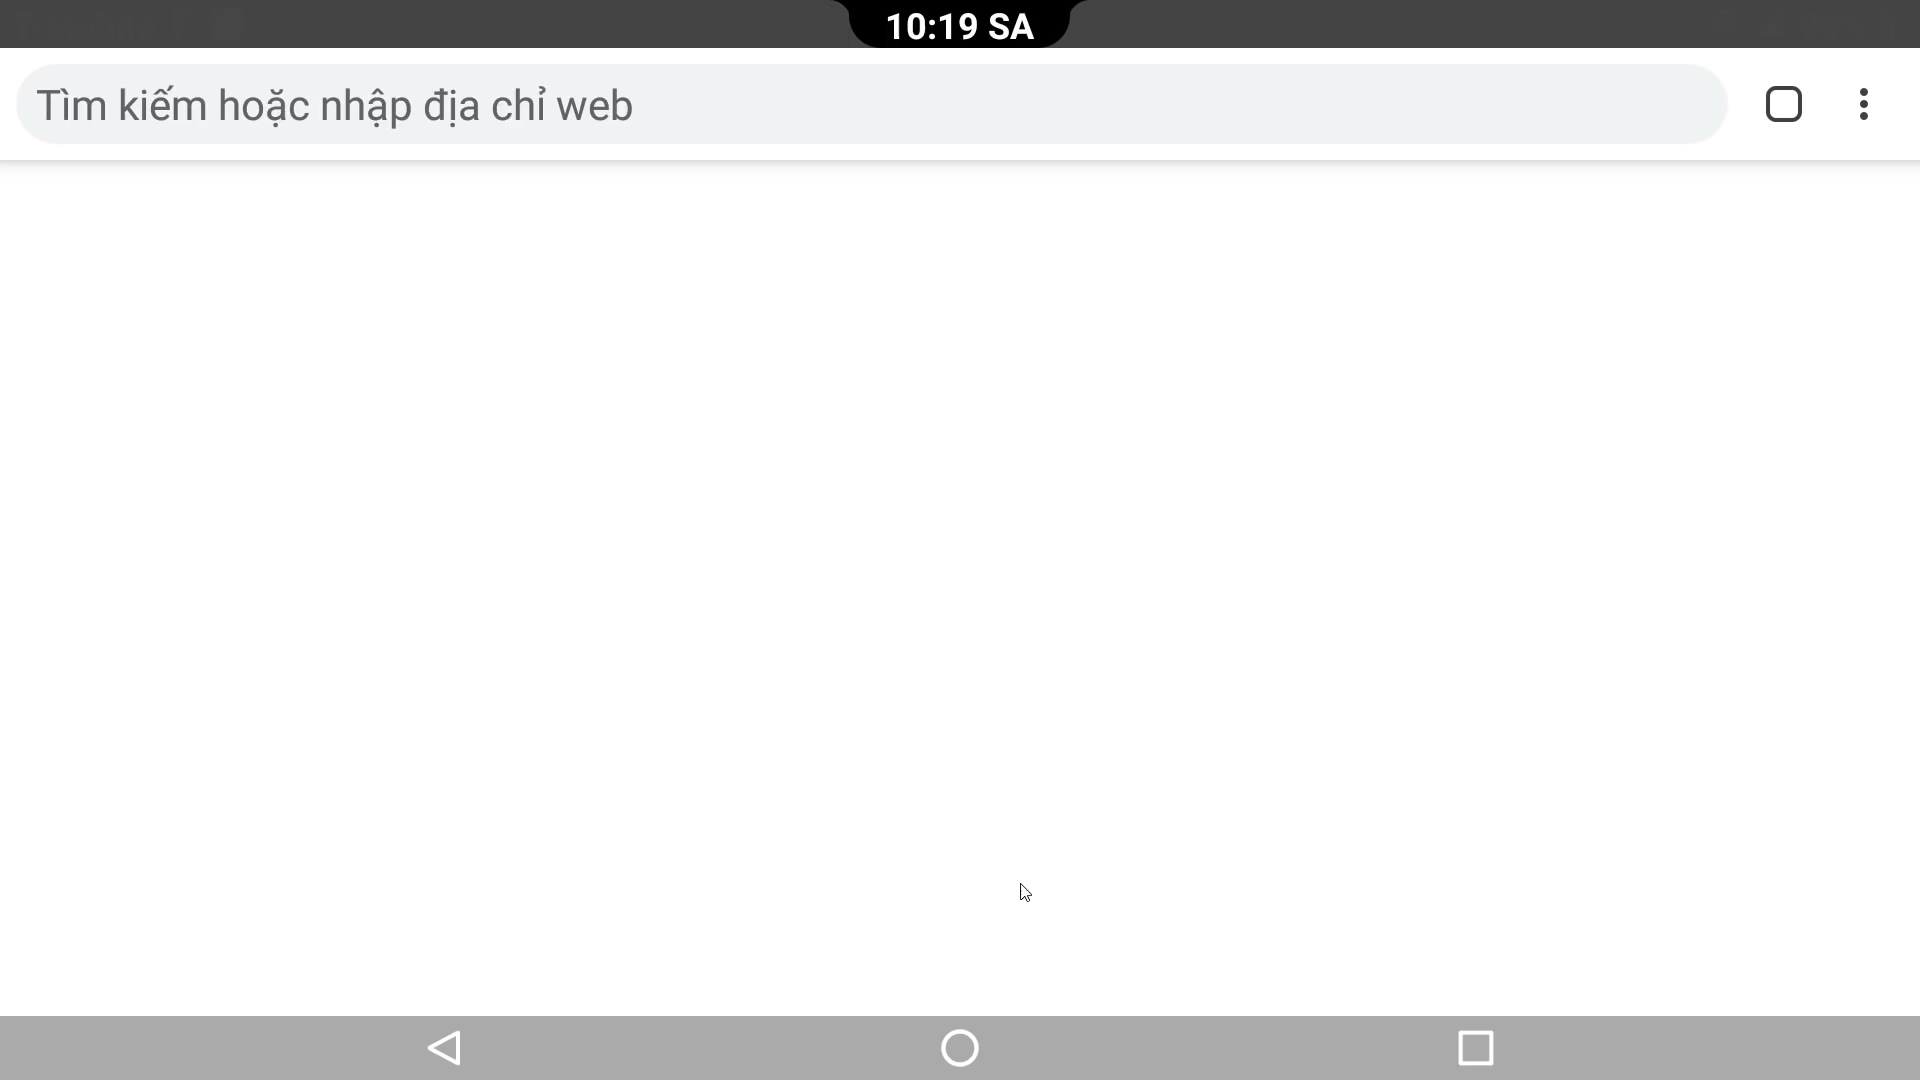 10:19 SA
Tìm kiếm hoặc nhập địa chỉ web